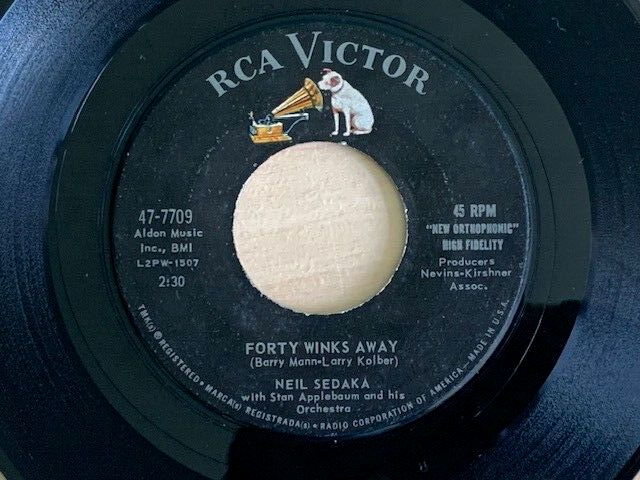 RCA VICTOR
47-7709
Aldon Music
Inc., BMI
L2PW-1507
2:30
45 RPM
"NEW ORTHOPHONIC"
HIGH FIDELITY
Producers
Nevins-Kirshner
Assoc.
FORTY WINKS AWAY
(Barry Mann-Larry Kolber)
NEIL SEDAKA
with Stan Applebaum and his
Orchestra
TMK(s) ® REGISTERED • MARCA(s) REGISTRADA(s) • RADIO CORPORATION OF AMERICA—MADE IN U.S.A.